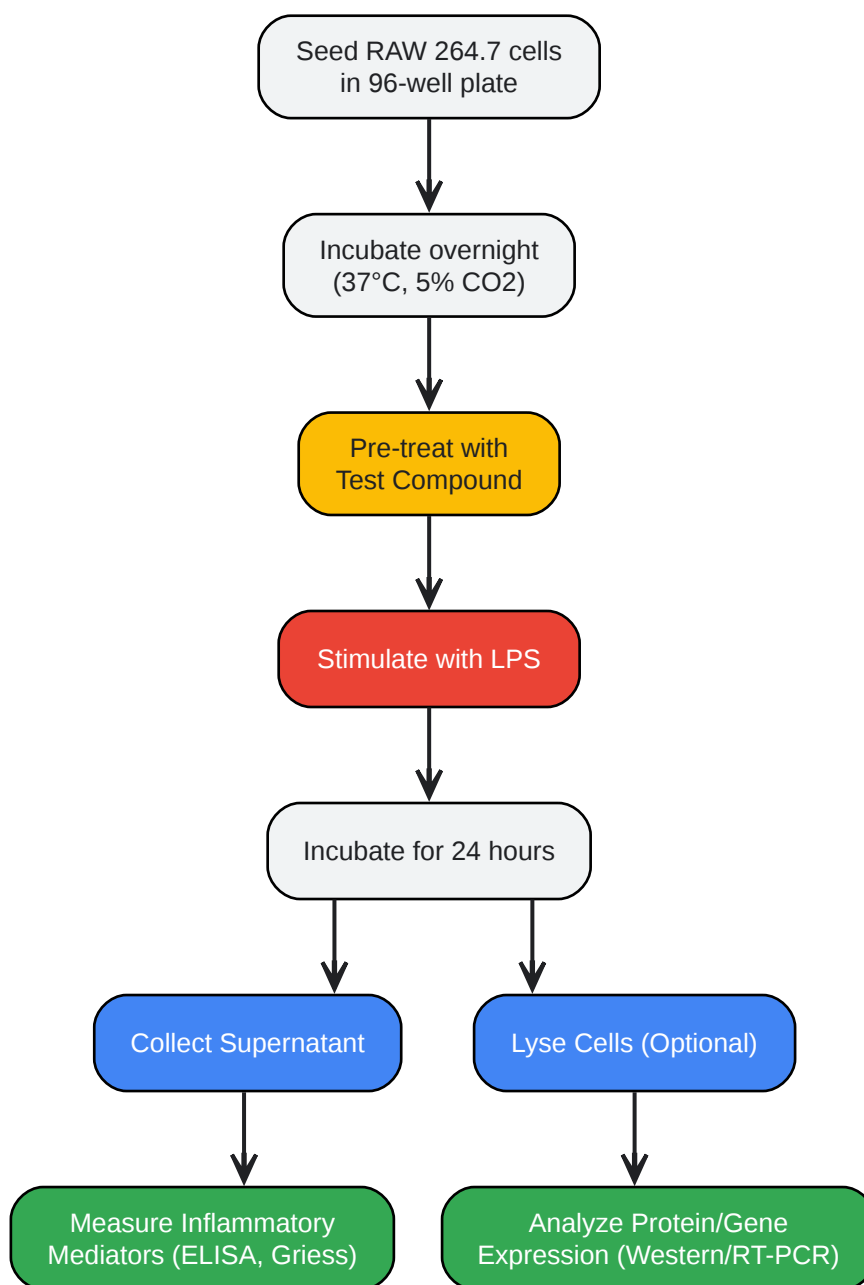 Seed RAW 264.7 cells
in 96-well plate
Incubate overnight
(37°C, 5% CO2)
Pre-treat with
Test Compound
Stimulate with LPS
Incubate for 24 hours
Collect Supernatant
Lyse Cells (Optional)
Measure Inflammatory
Mediators (ELISA, Griess)
Analyze Protein/Gene
Expression (Western/RT-PCR)